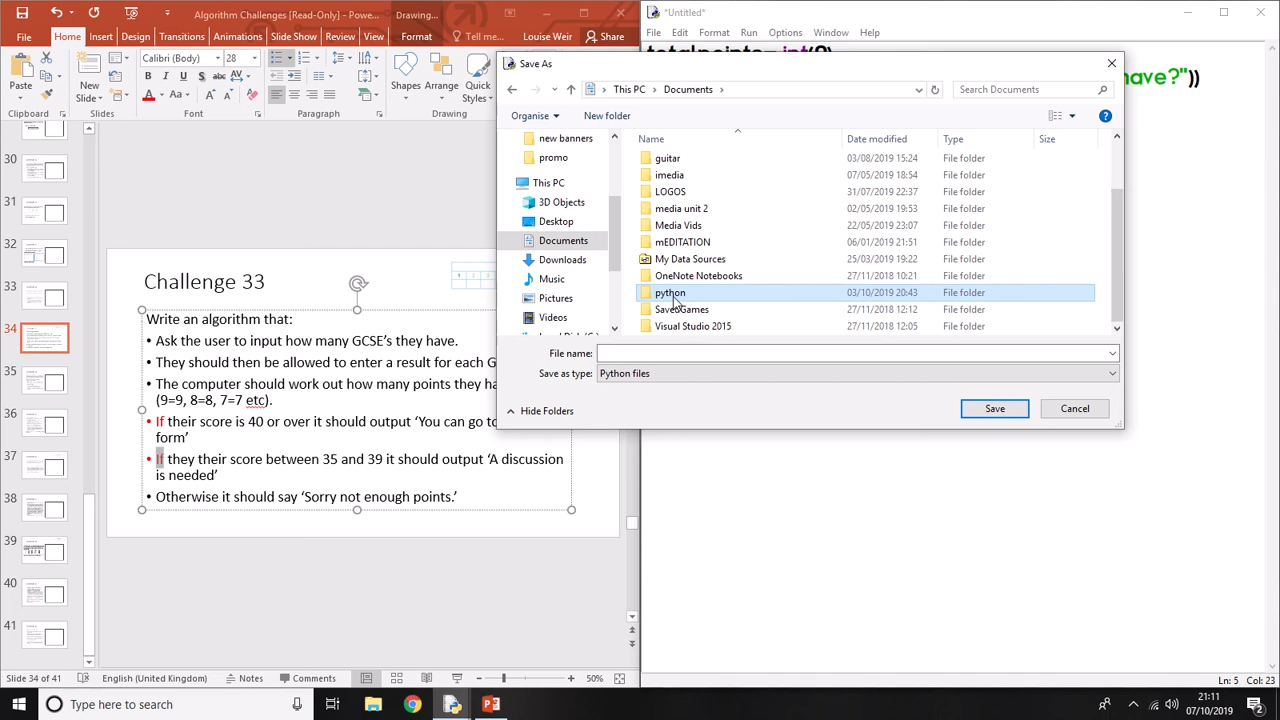 Algorithm Challenges [Read-Only] - Powe...
Drawing...
File
Home
Insert
Design
Transitions
Animations
Slide Show
Review
View
Format
Tell me...
Louise Weir
Share
Paste
New
Slide
Calibri (Body)
28
Shapes
Arrange
Quick
Styles
Clipboard
Slides
Font
Paragraph
Drawing
30
31
32
33
34
35
36
37
38
39
40
41
Challenge 33
Write an algorithm that:
• Ask the user to input how many GCSE's they have.
• They should then be allowed to enter a result for each G
• The computer should work out how many points they ha
(9=9, 8=8, 7=7 etc).
• If their score is 40 or over it should output ‘You can go to
form’
• If they their score between 35 and 39 it should output ‘A discussion
is needed’
• Otherwise it should say ‘Sorry not enough points.’
Slide 34 of 41
English (United Kingdom)
Notes
Comments
50%
*Untitled*
File Edit Format Run Options Window Help
totalpoints= int(0)
have?"))
Save As
This PC > Documents >
Search Documents
Organise
New folder
new banners
promo
This PC
3D Objects
Desktop
Documents
Downloads
Music
Pictures
Videos
Name Date modified Type Size
guitar 03/08/2019 15:24 File folder
imedia 07/05/2019 18:54 File folder
LOGOS 31/07/2019 22:37 File folder
media unit 2 02/05/2019 19:53 File folder
Media Vids 22/05/2019 23:07 File folder
mEDITATION 06/01/2019 21:51 File folder
My Data Sources 25/03/2019 19:22 File folder
OneNote Notebooks 27/11/2018 10:21 File folder
python 03/10/2019 20:43 File folder
Saved Games 27/11/2018 12:12 File folder
Visual Studio 2015 27/11/2018 12:05 File folder
File name:
Save as type: Python files
Hide Folders
Save
Cancel
Ln: 5 Col: 23
Type here to search
21:11
07/10/2019
2